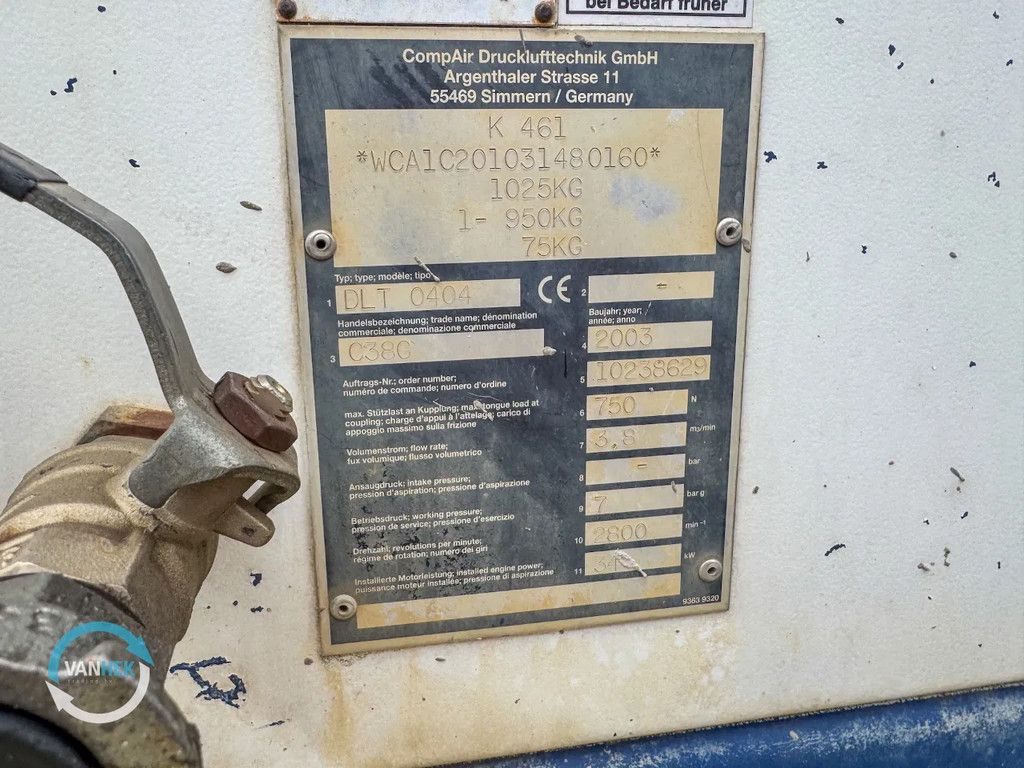 bei Bedarf früher
CompAir Drucklufttechnik GmbH
Argenthaler Strasse 11
55469 Simmern / Germany
K 461
*WCA1C201031480160*
1025KG
1- 950KG
75KG
Typ; type; modèle; tipo
1 DLT 0404
CE 2 -
Handelsbezeichnung; trade name; dénomination
commerciale; denominazione commerciale
3 C38G
Baujahr; year;
année; anno
4 2003
Auftrags-Nr.; order number;
numéro de commande; numero d'ordine
5 10238629
max. Stützlast an Kupplung; max. tongue load at
coupling; charge d'appui à l'attelage; carico di
appoggio massimo sulla frizione
6 750 N
Volumenstrom; flow rate;
fux volumique; flusso volumetrico
7 3,8 m3/min
Ansaugdruck; intake pressure;
pression d'aspiration; pressione d'aspirazione
8 - bar
Betriebsdruck; working pressure;
pression de service; pressione d'esercizio
9 7 bar g
Drehzahl; revolutions per minute;
régime de rotation; numero dei giri
10 2800 min-1
Installierte Motorleistung; installed engine power;
puissance moteur installée; pressione di aspirazione
11 34 kW
9363 9320
VANHEK